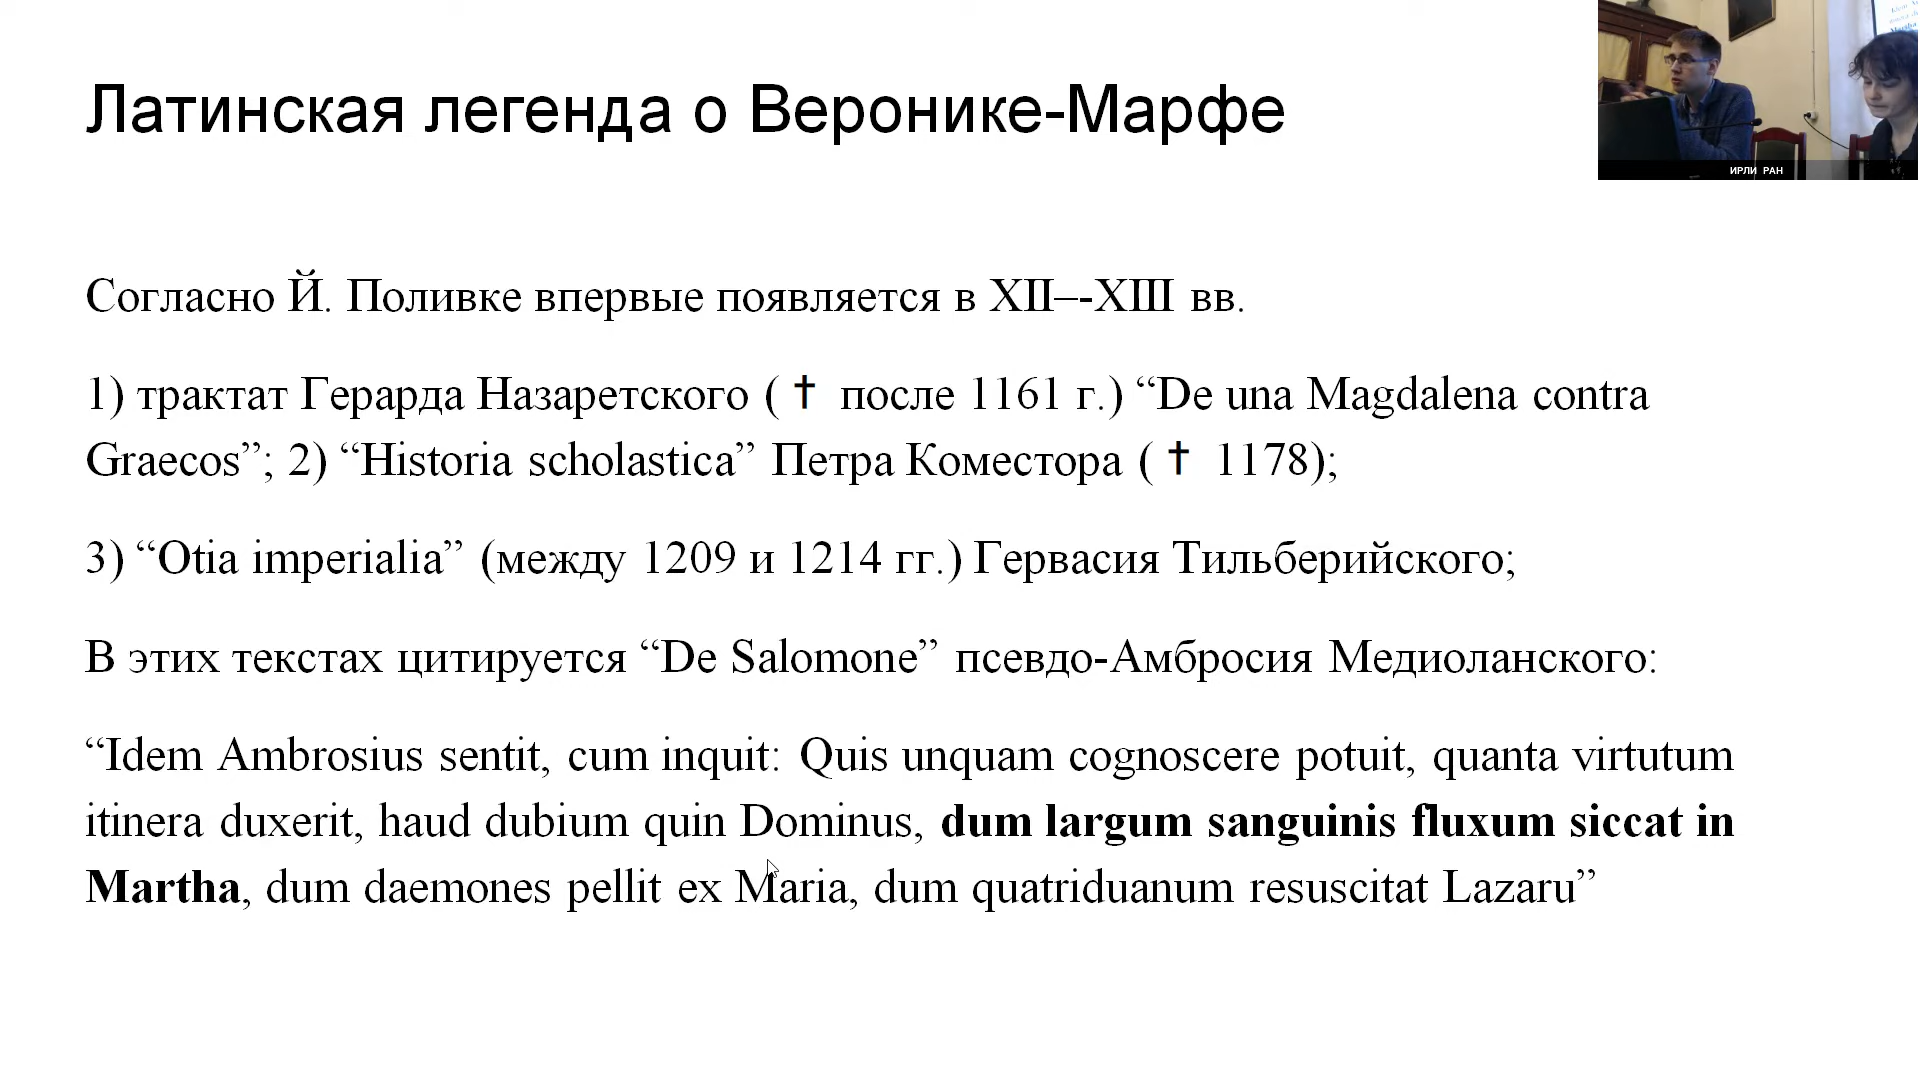 Латинская легенда о Веронике-Марфе
ИРЛИ РАН
Согласно Й. Поливке впервые появляется в XII–-XIII вв.
1) трактат Герарда Назаретского ( ✝ после 1161 г.) “De una Magdalena contra
Graecos”; 2) “Historia scholastica” Петра Коместора ( ✝ 1178);
3) “Otia imperialia” (между 1209 и 1214 гг.) Гервасия Тильберийского;
В этих текстах цитируется “De Salomone” псевдо-Амбросия Медиоланского:
“Idem Ambrosius sentit, cum inquit: Quis unquam cognoscere potuit, quanta virtutum
itinera duxerit, haud dubium quin Dominus, dum largum sanguinis fluxum siccat in
Martha, dum daemones pellit ex Maria, dum quatriduanum resuscitat Lazaru”